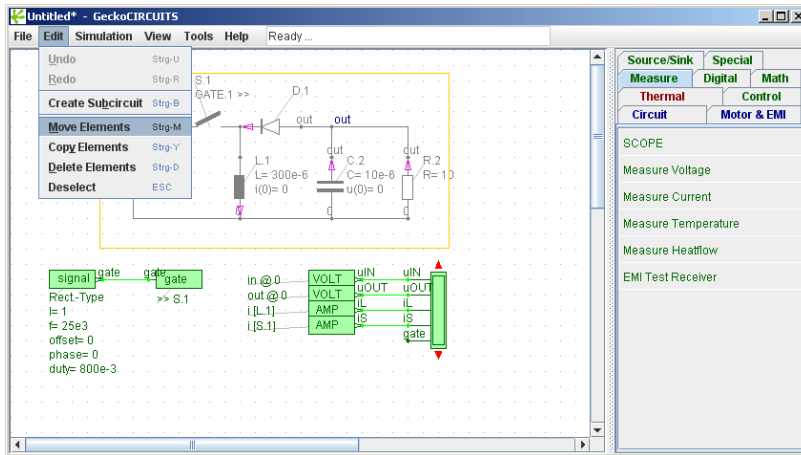 Untitled* - GeckoCIRCUITS
File Edit Simulation View Tools Help Ready ...
Undo Strg-U
Redo Strg-R
Create Subcircuit Strg-B
Move Elements Strg-M
Copy Elements Strg-Y
Delete Elements Strg-D
Deselect ESC
S.1
GATE.1 >>
D.1
out out
out out
L.1
L= 300e-6
i(0)= 0
C.2
C= 10e-6
u(0)= 0
R.2
R= 10
0 0 0
signal gate gate gate
Rect.-Type
I= 1
f= 25e3
offset= 0
phase= 0
duty= 800e-3
>> S.1
in @ 0 VOLT uIN uIN
out @ 0 VOLT uOUT uOUT
i [L.1] AMP iL iL
i [S.1] AMP iS iS
gate
Source/Sink Special
Measure Digital Math
Thermal Control
Circuit Motor & EMI
SCOPE
Measure Voltage
Measure Current
Measure Temperature
Measure Heatflow
EMI Test Receiver